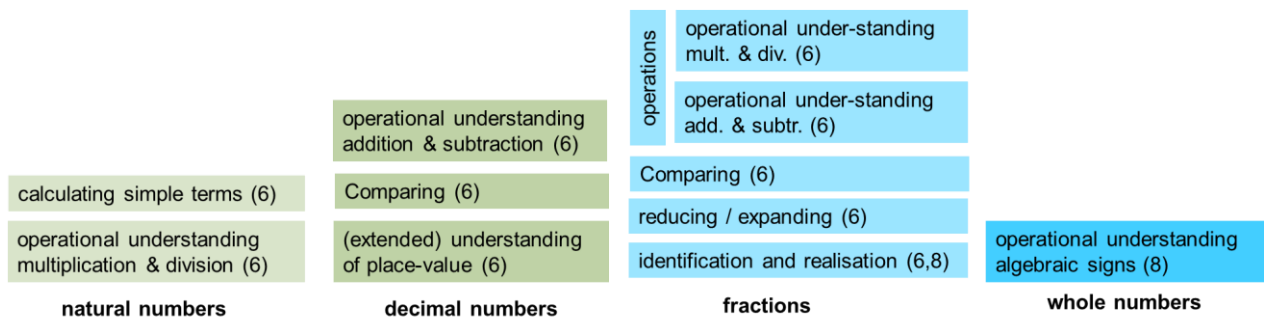 calculating simple terms (6)
operational understanding
multiplication & division (6)
natural numbers
operational understanding
addition & subtraction (6)
Comparing (6)
(extended) understanding
of place-value (6)
decimal numbers
operations
operational under-standing
mult. & div. (6)
operational under-standing
add. & subtr. (6)
Comparing (6)
reducing / expanding (6)
identification and realisation (6,8)
fractions
operational understanding
algebraic signs (8)
whole numbers